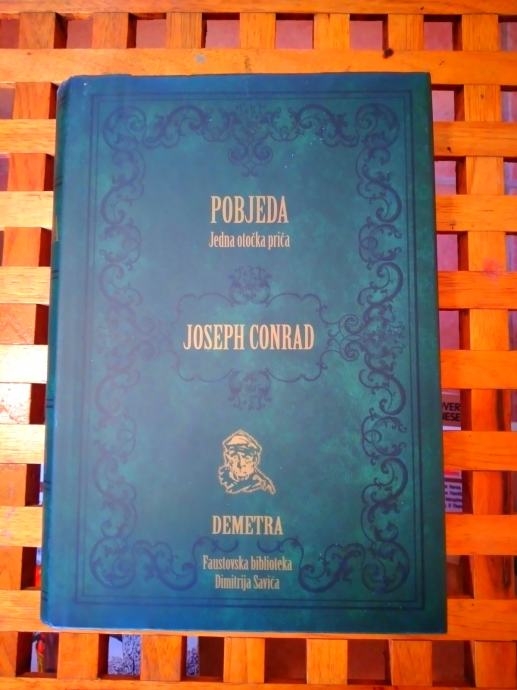 POBJEDA
Jedna otočka priča
JOSEPH CONRAD
DEMETRA
Faustovska biblioteka
Dimitrija Savića